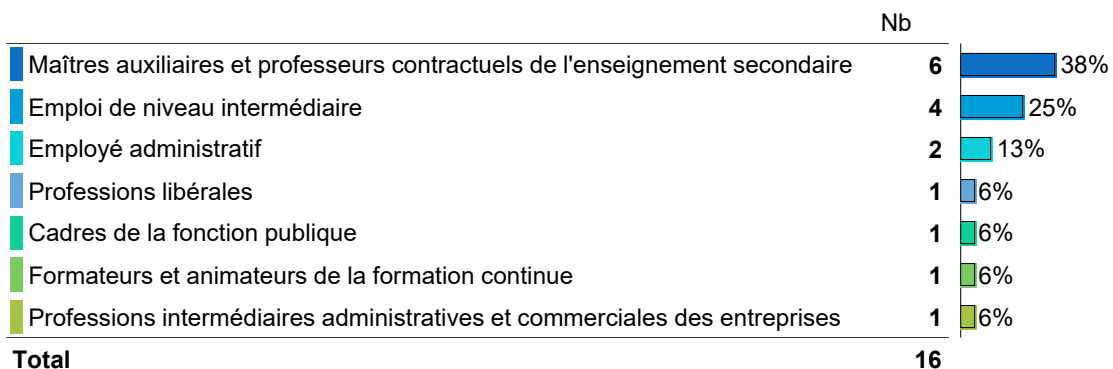 Nb
Maîtres auxiliaires et professeurs contractuels de l'enseignement secondaire 6 38%
Emploi de niveau intermédiaire 4 25%
Employé administratif 2 13%
Professions libérales 1 6%
Cadres de la fonction publique 1 6%
Formateurs et animateurs de la formation continue 1 6%
Professions intermédiaires administratives et commerciales des entreprises 1 6%
Total 16